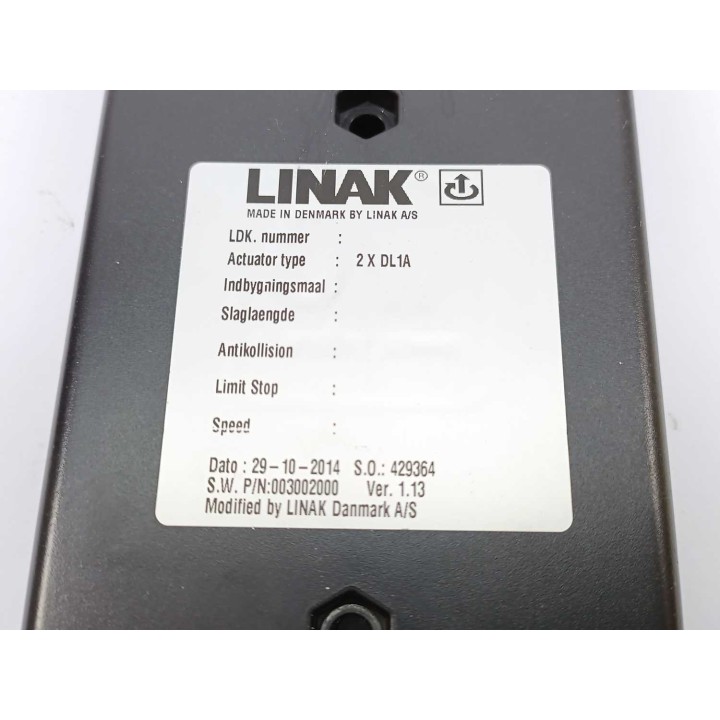 LINAK®
MADE IN DENMARK BY LINAK A/S
LDK. nummer :
Actuator type : 2 X DL1A
Indbygningsmaal :
Slaglaengde :
Antikollision :
Limit Stop :
Speed :
Dato : 29-10-2014 S.O.: 429364
S.W. P/N:003002000 Ver. 1.13
Modified by LINAK Danmark A/S